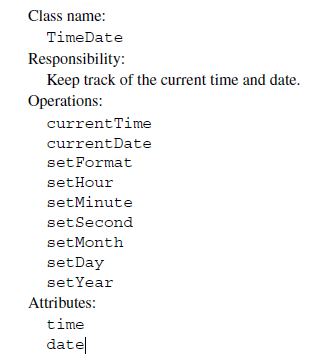 Class name:
TimeDate
Responsibility:
Keep track of the current time and date.
Operations:
currentTime
currentDate
setFormat
setHour
setMinute
setSecond
setMonth
setDay
setYear
Attributes:
time
date